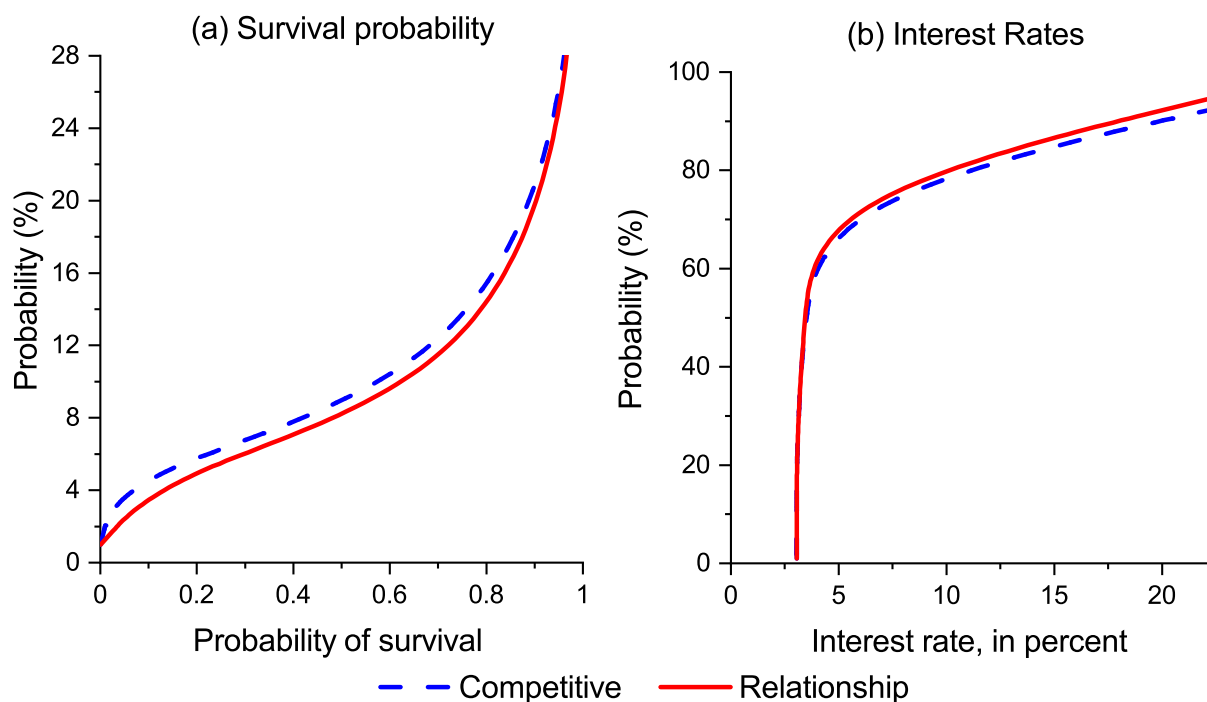 (a) Survival probability
28
24
20
16
12
8
4
0
Probability (%)
0 0.2 0.4 0.6 0.8 1
Probability of survival
(b) Interest Rates
100
80
60
40
20
0
Probability (%)
0 5 10 15 20
Interest rate, in percent
Competitive Relationship